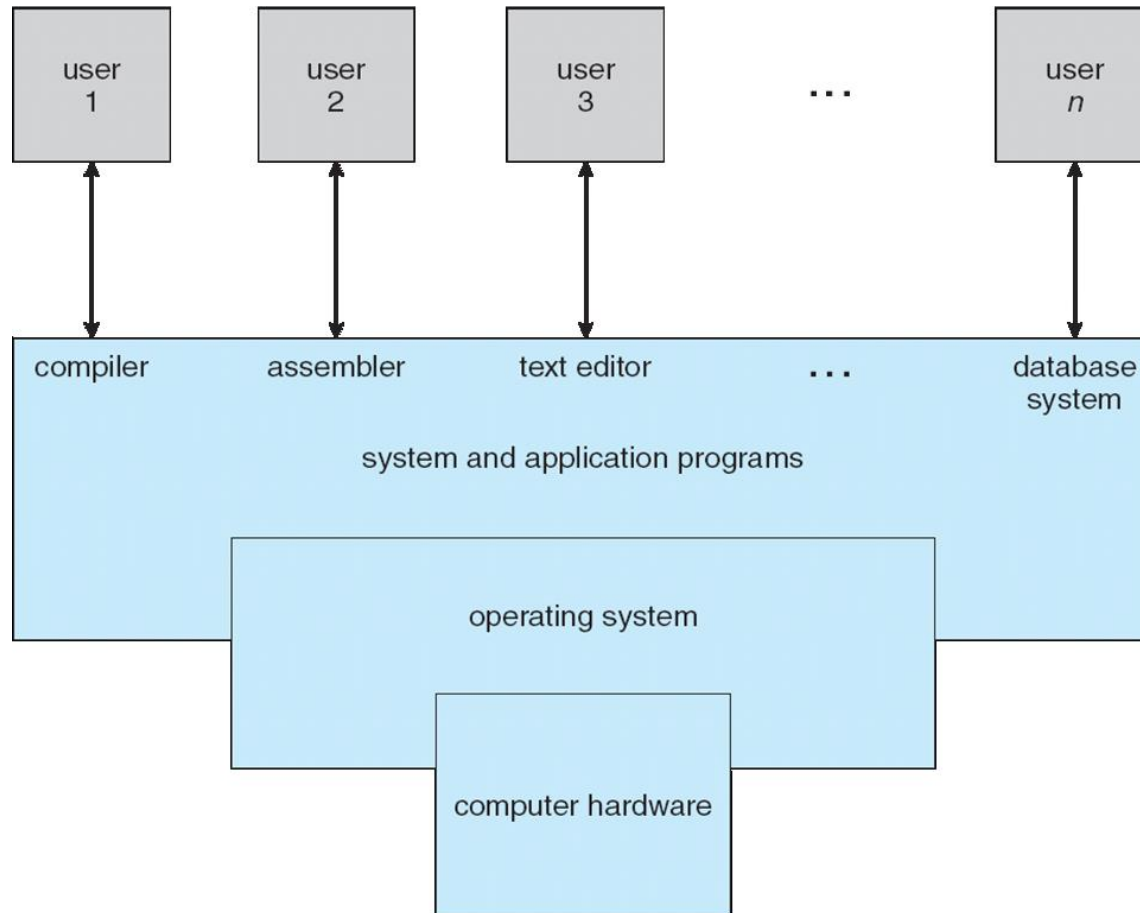 user
1
user
2
user
3
...
user
n
compiler
assembler
text editor
...
database
system
system and application programs
operating system
computer hardware